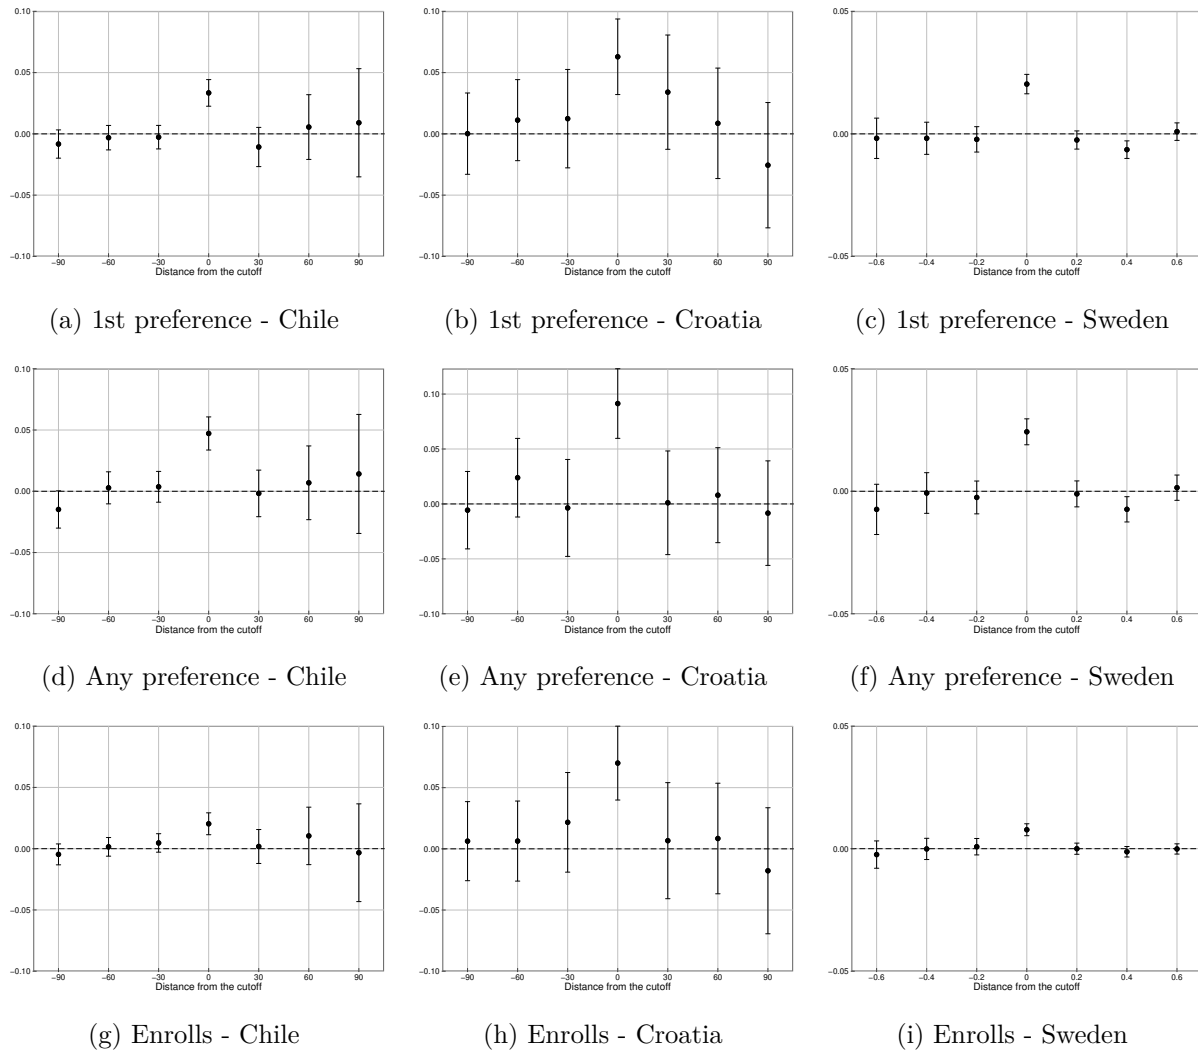 0.10 0.10 0.05
0.05 0.05
0.00 0.00 0.00
−0.05 −0.05
−0.10 −0.10 −0.05
−90 −60 −30 0 30 60 90 −90 −60 −30 0 30 60 90 −0.6 −0.4 −0.2 0 0.2 0.4 0.6
Distance from the cutoff Distance from the cutoff Distance from the cutoff
(a) 1st preference - Chile (b) 1st preference - Croatia (c) 1st preference - Sweden
0.10 0.05
0.10
0.05
0.05
0.00 0.00 0.00
−0.05 −0.05
−0.10 −0.10 −0.05
−90 −60 −30 0 30 60 90 −90 −60 −30 0 30 60 90 −0.6 −0.4 −0.2 0 0.2 0.4 0.6
Distance from the cutoff Distance from the cutoff Distance from the cutoff
(d) Any preference - Chile (e) Any preference - Croatia (f) Any preference - Sweden
0.10 0.10 0.05
0.05 0.05
0.00 0.00 0.00
−0.05 −0.05
−0.10 −0.10 −0.05
−90 −60 −30 0 30 60 90 −90 −60 −30 0 30 60 90 −0.6 −0.4 −0.2 0 0.2 0.4 0.6
Distance from the cutoff Distance from the cutoff Distance from the cutoff
(g) Enrolls - Chile (h) Enrolls - Croatia (i) Enrolls - Sweden